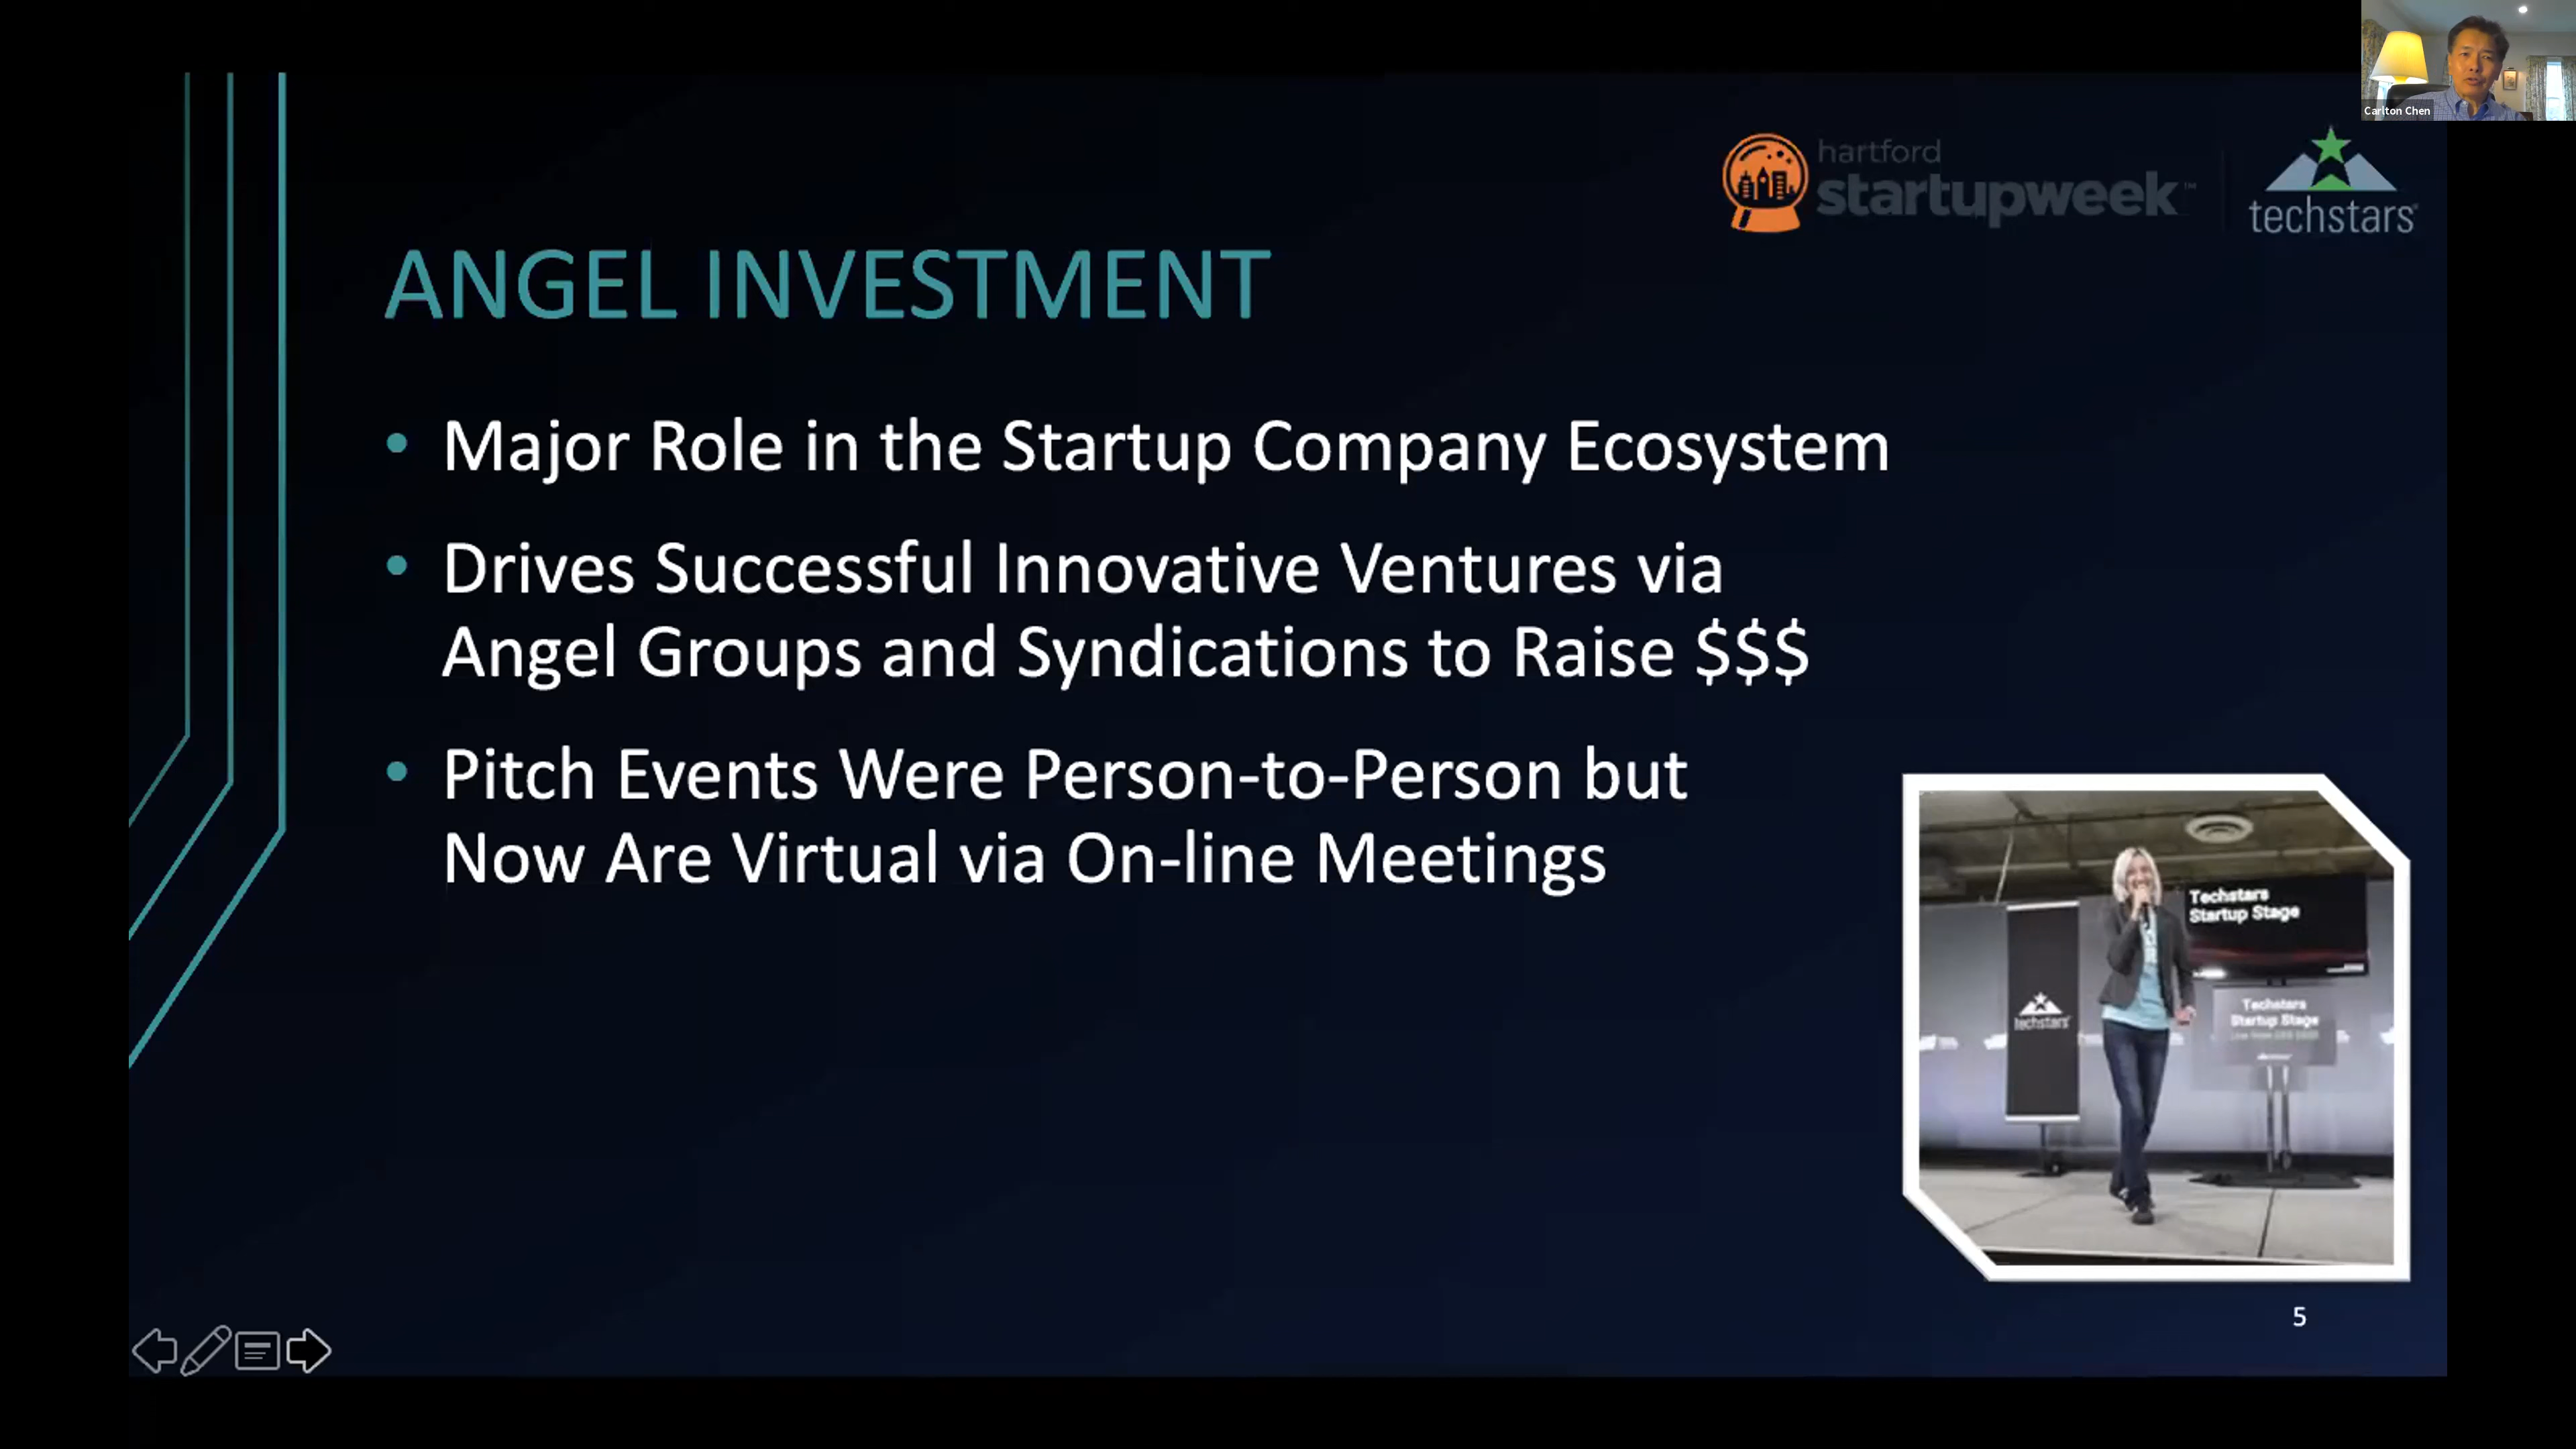 Carlton Chen
hartford
startupweek™
techstars
ANGEL INVESTMENT
• Major Role in the Startup Company Ecosystem
• Drives Successful Innovative Ventures via
Angel Groups and Syndications to Raise $$$
• Pitch Events Were Person-to-Person but
Now Are Virtual via On-line Meetings
Techstars
Startup Stage
techstars
Techstars
Startup Stage
5